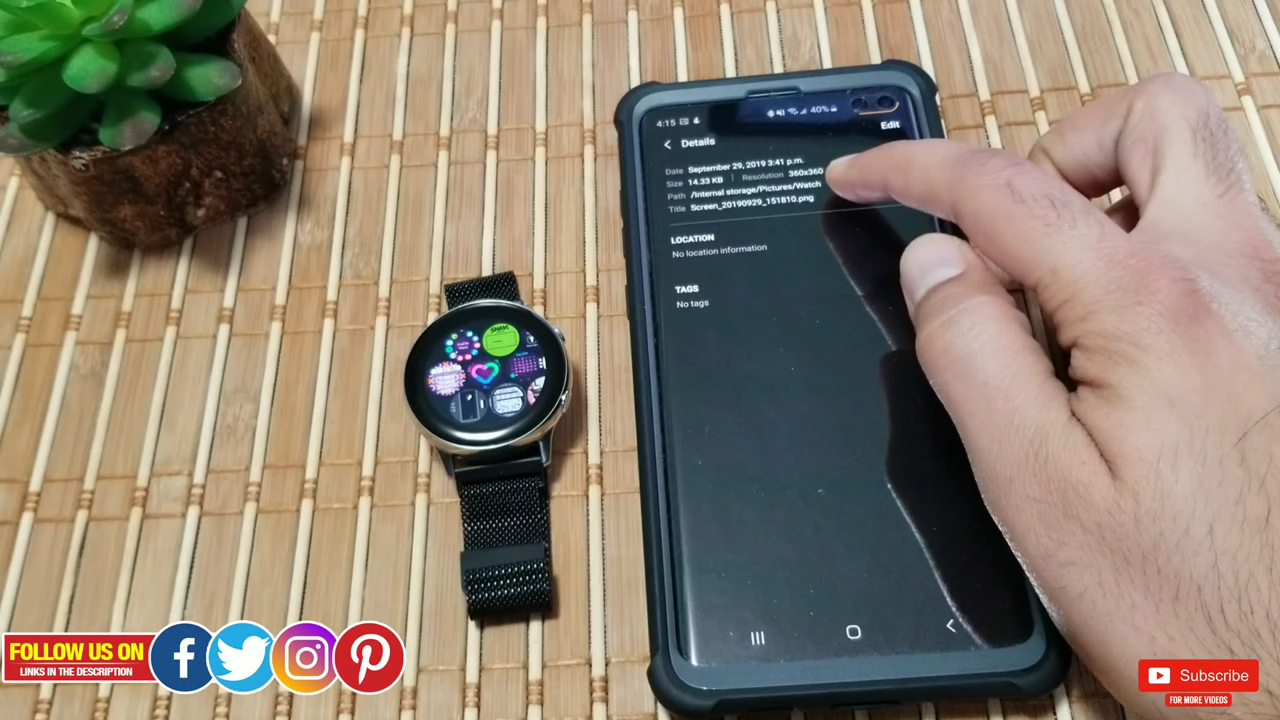 4:15
40%
Edit
Details
Date September 29, 2019 3:41 p.m.
Size 14.33 KB | Resolution 360x360
Path /Internal storage/Pictures/Watch
Title Screen_20190929_151810.png
LOCATION
No location information
TAGS
No tags
FOLLOW US ON
LINKS IN THE DESCRIPTION
Subscribe
FOR MORE VIDEOS